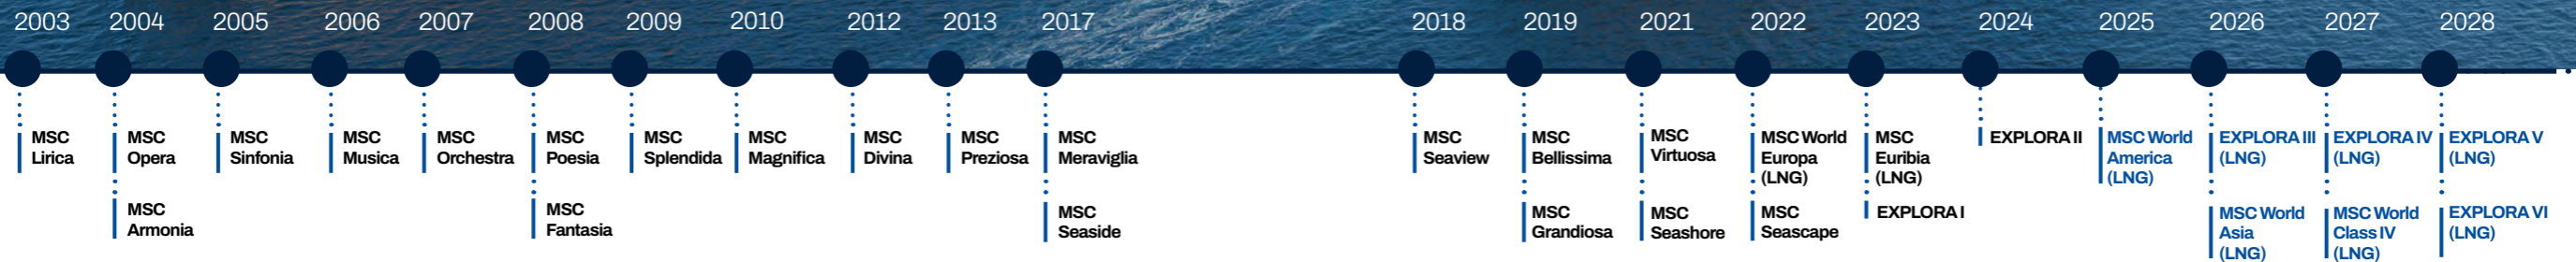 2003 2004 2005 2006 2007 2008 2009 2010 2012 2013 2017 2018 2019 2021 2022 2023 2024 2025 2026 2027 2028
MSC
Lirica
MSC
Opera
MSC
Armonia
MSC
Sinfonia
MSC
Musica
MSC
Orchestra
MSC
Poesia
MSC
Fantasia
MSC
Splendida
MSC
Magnifica
MSC
Divina
MSC
Preziosa
MSC
Meraviglia
MSC
Seaside
MSC
Seaview
MSC
Bellissima
MSC
Grandiosa
MSC
Virtuosa
MSC
Seashore
MSC World
Europa
(LNG)
MSC
Seascape
MSC
Euribia
(LNG)
EXPLORA I
EXPLORA II
MSC World
America
(LNG)
EXPLORA III
(LNG)
MSC World
Asia
(LNG)
EXPLORA IV
(LNG)
MSC World
Class IV
(LNG)
EXPLORA V
(LNG)
EXPLORA VI
(LNG)